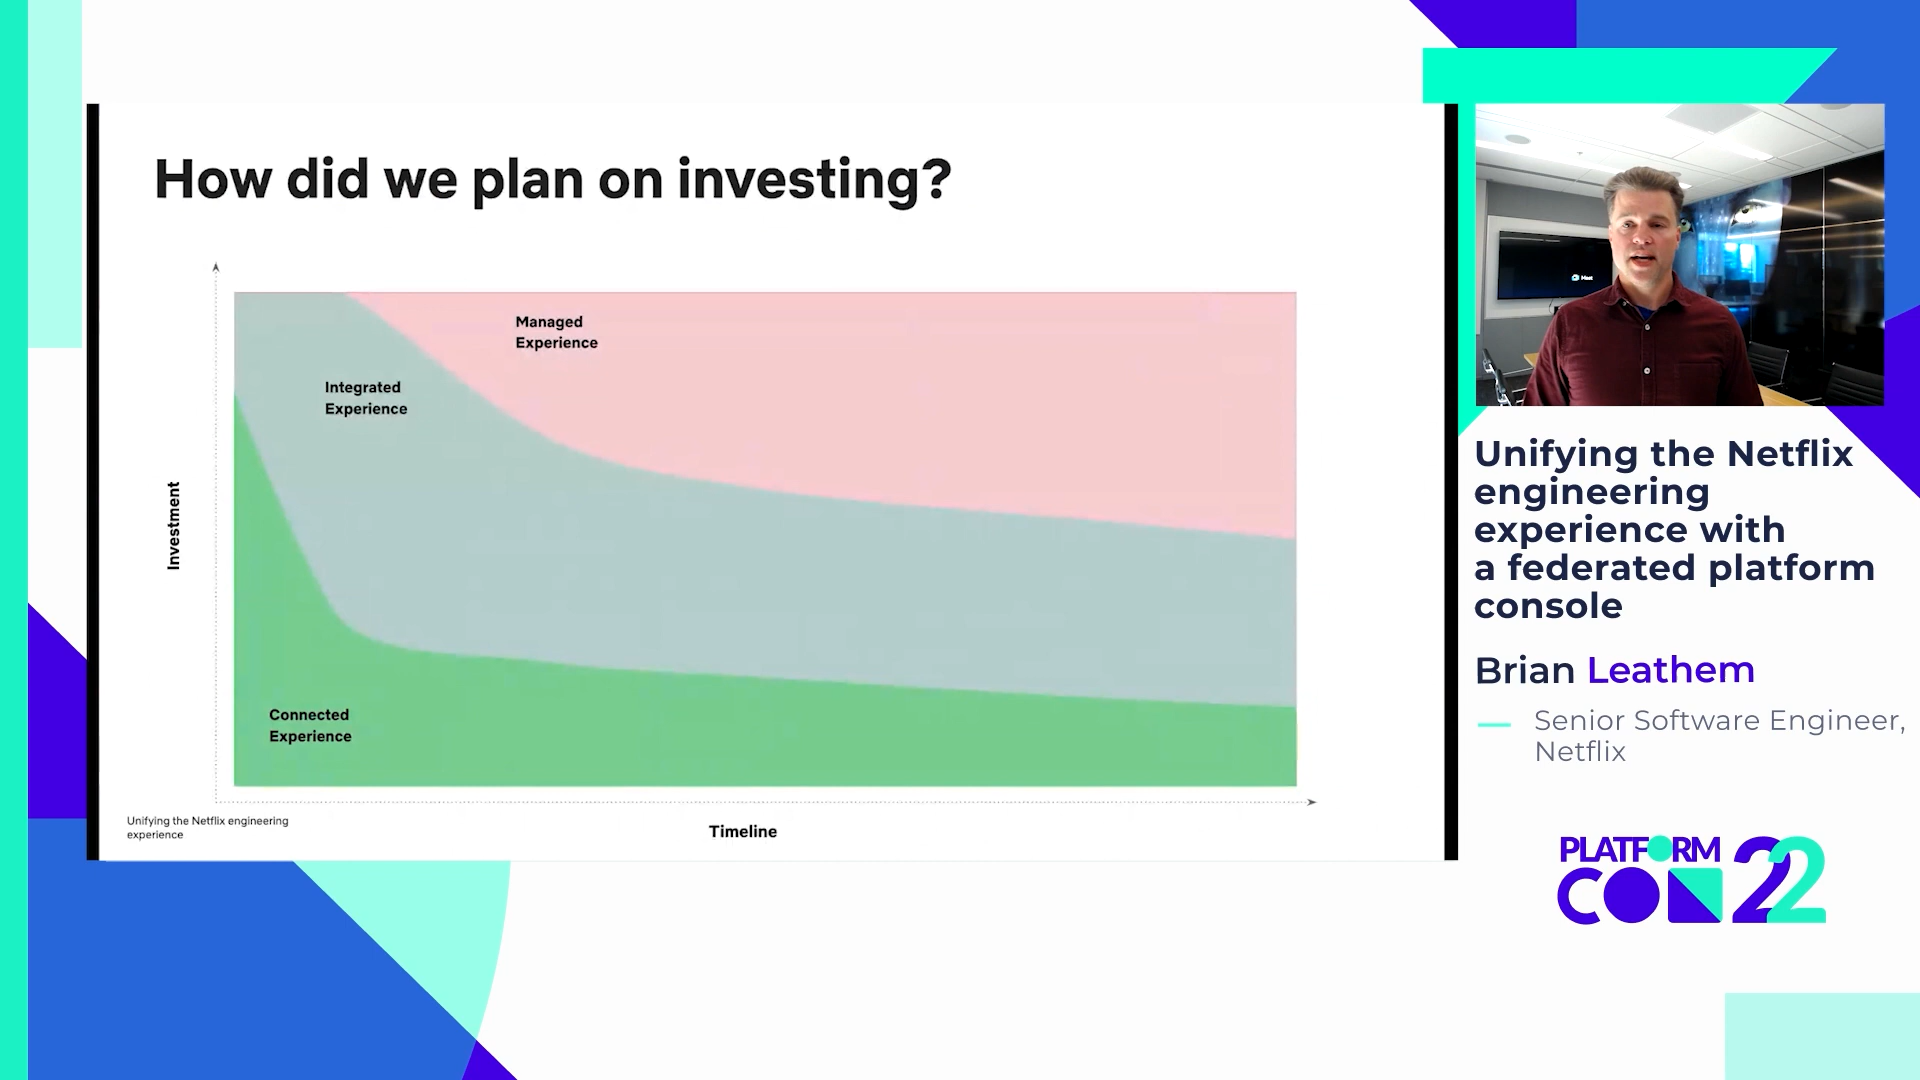 How did we plan on investing?
Managed
Experience
Integrated
Experience
Investment
Connected
Experience
Timeline
Unifying the Netflix engineering
experience
Meet
Unifying the Netflix
engineering
experience with
a federated platform
console
Brian Leathem
Senior Software Engineer,
Netflix
PLATFORM
CON 22